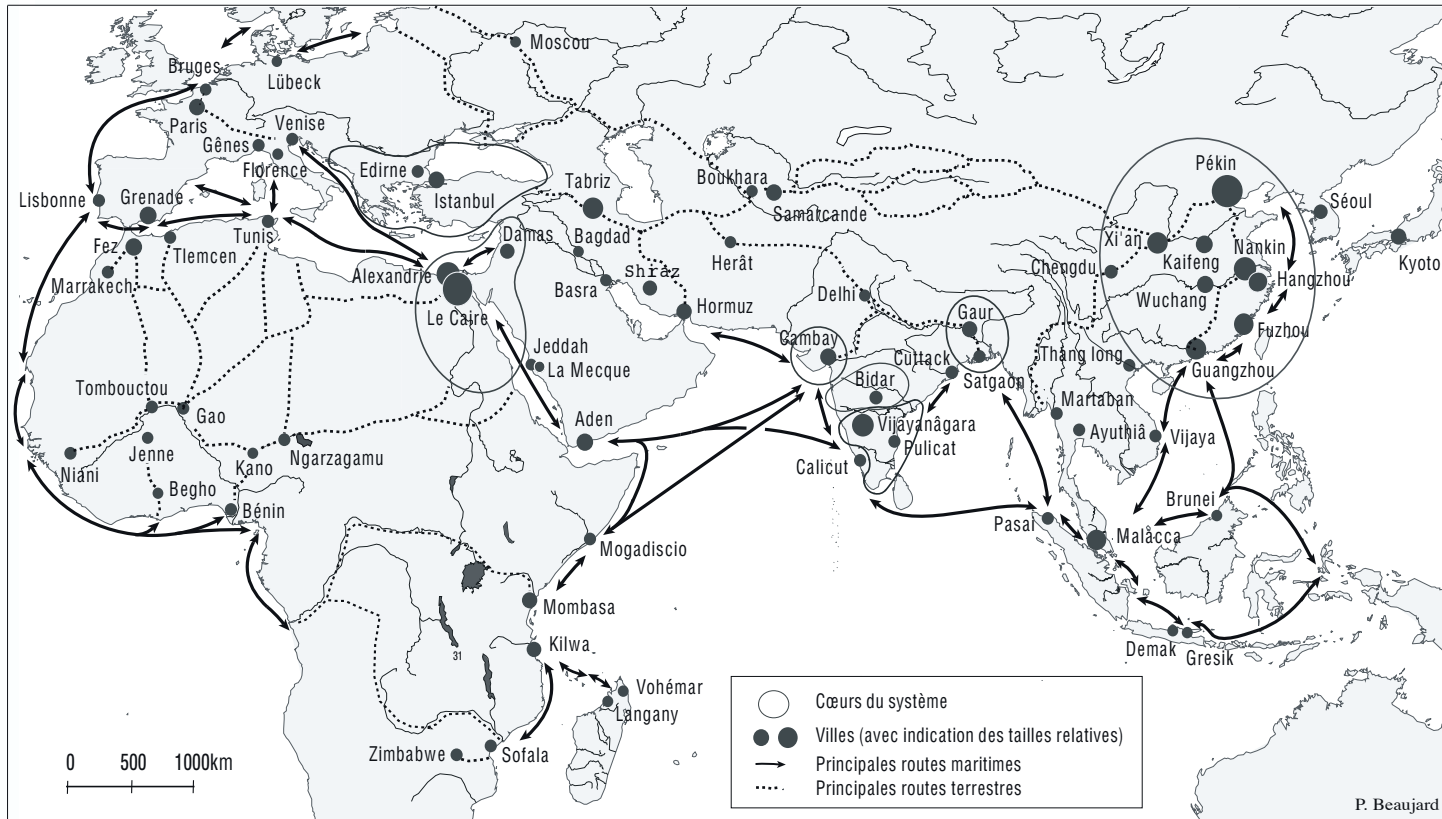 Moscou
Bruges
Lübeck
Paris
Venise
Gênes
Florence
Edirne
Istanbul
Tabriz
Boukhara
Samarcande
Pékin
Séoul
Lisbonne
Grenade
Fez
Tlemcen
Tunis
Marrakech
Alexandrie
Damas
Bagdad
Le Caire
Basra
Shirâz
Herât
Hormuz
Xi'an
Kaifeng
Nankin
Kyoto
Chengdu
Hangzhou
Wuchang
Fuzhou
Delhi
Gaur
Cambay
Cuttack
Satgaon
Thàng long
Guangzhou
Jeddah
La Mecque
Bidar
Martaban
Tombouctou
Gao
Aden
Vijayanâgara
Pulicat
Ayuthiâ
Vijaya
Jenne
Niani
Kano
Ngarzagamu
Calicut
Begho
Bénin
Brunei
Pasai
Malâcca
Mogadiscio
Mombasa
Kilwa
31
Demak
Gresik
Vohémar
Langany
Zimbabwe
Sofala
0 500 1000km
Cœurs du système
Villes (avec indication des tailles relatives)
Principales routes maritimes
Principales routes terrestres
P. Beaujard